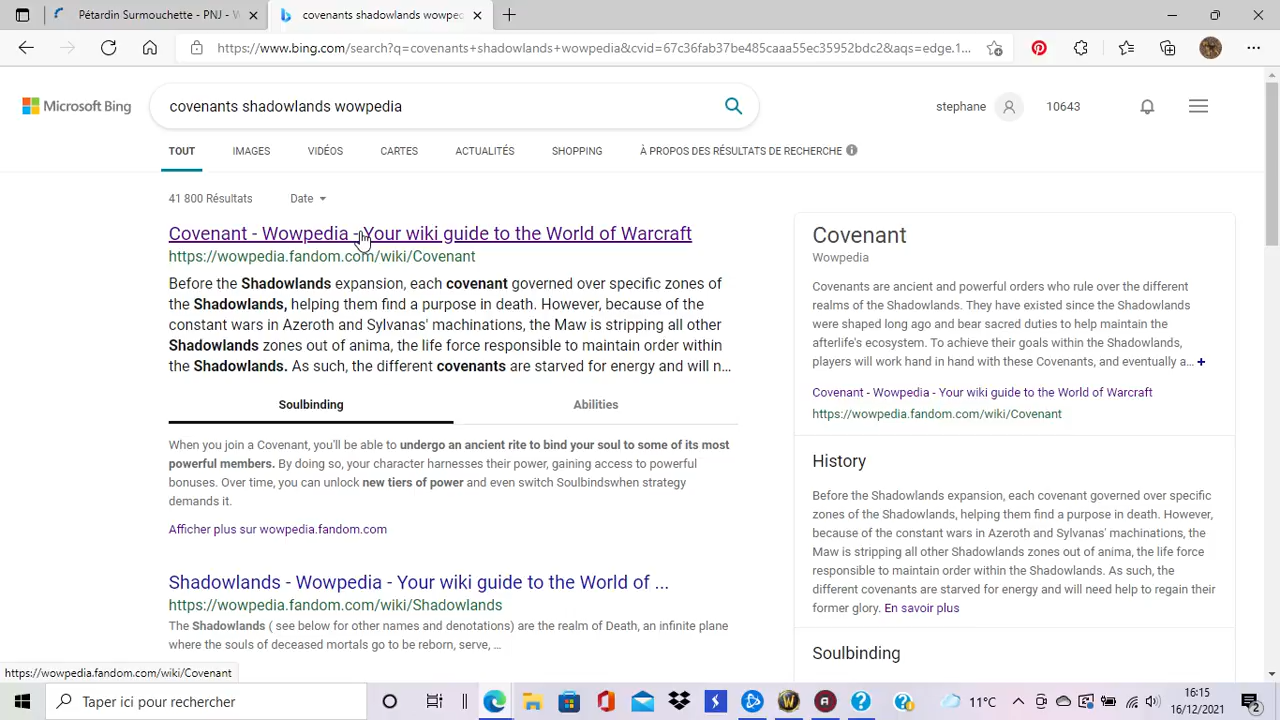 Pétridin Surmouchette - PNJ - W
covenants shadowlands wowpedia
https://www.bing.com/search?q=covenants+shadowlands+wowpedia&cvid=67c36fab37be485caaa55ec35952bdc2&aqs=edge.1...
Microsoft Bing
covenants shadowlands wowpedia
stephane
10643
TOUT
IMAGES
VIDÉOS
CARTES
ACTUALITÉS
SHOPPING
À PROPOS DES RÉSULTATS DE RECHERCHE
41 800 Résultats
Date
Covenant - Wowpedia - Your wiki guide to the World of Warcraft
https://wowpedia.fandom.com/wiki/Covenant
Before the Shadowlands expansion, each covenant governed over specific zones of
the Shadowlands, helping them find a purpose in death. However, because of the
constant wars in Azeroth and Sylvanas' machinations, the Maw is stripping all other
Shadowlands zones out of anima, the life force responsible to maintain order within
the Shadowlands. As such, the different covenants are starved for energy and will n...
Soulbinding
Abilities
When you join a Covenant, you'll be able to undergo an ancient rite to bind your soul to some of its most
powerful members. By doing so, your character harnesses their power, gaining access to powerful
bonuses. Over time, you can unlock new tiers of power and even switch Soulbindswhen strategy
demands it.
Afficher plus sur wowpedia.fandom.com
Shadowlands - Wowpedia - Your wiki guide to the World of ...
https://wowpedia.fandom.com/wiki/Shadowlands
The Shadowlands ( see below for other names and denotations) are the realm of Death, an infinite plane
where the souls of deceased mortals go to be reborn, serve, ...
Covenant
Wowpedia
Covenants are ancient and powerful orders who rule over the different
realms of the Shadowlands. They have existed since the Shadowlands
were shaped long ago and bear sacred duties to help maintain the
afterlife's ecosystem. To achieve their goals within the Shadowlands,
players will work hand in hand with these Covenants, and eventually a... +
Covenant - Wowpedia - Your wiki guide to the World of Warcraft
https://wowpedia.fandom.com/wiki/Covenant
History
Before the Shadowlands expansion, each covenant governed over specific
zones of the Shadowlands, helping them find a purpose in death. However,
because of the constant wars in Azeroth and Sylvanas' machinations, the
Maw is stripping all other Shadowlands zones out of anima, the life force
responsible to maintain order within the Shadowlands. As such, the
different covenants are starved for energy and will need help to regain their
former glory. En savoir plus
Soulbinding
https://wowpedia.fandom.com/wiki/Covenant
Taper ici pour rechercher
11°C
16:15
16/12/2021
2